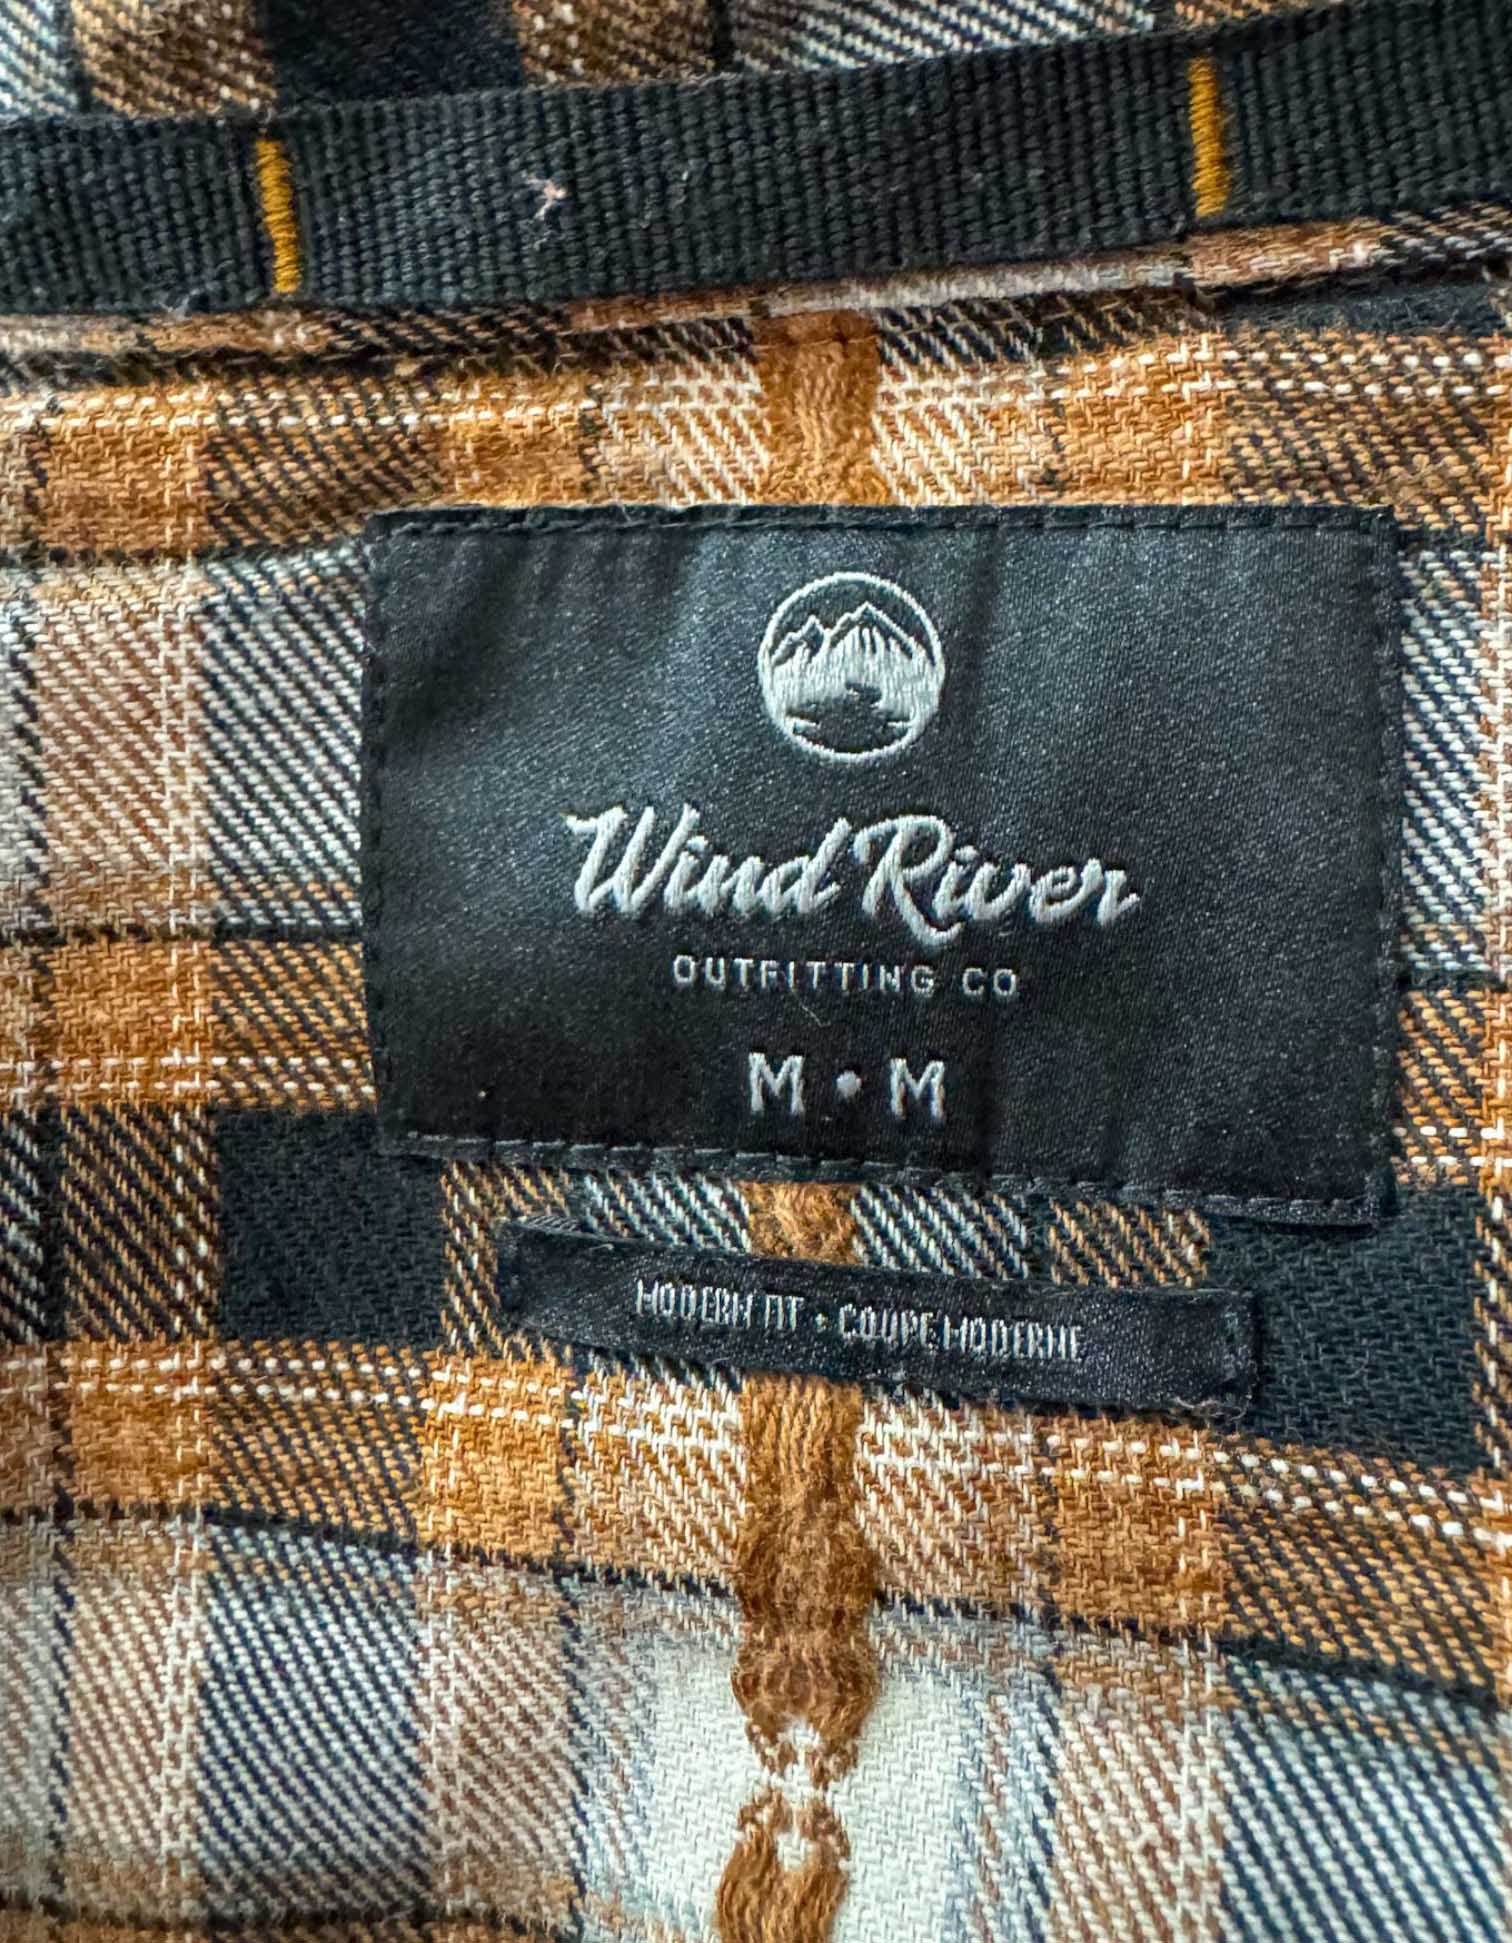 Wind River
OUTFITTING CO
M • M
MODERN FIT • COUPE MODERNE